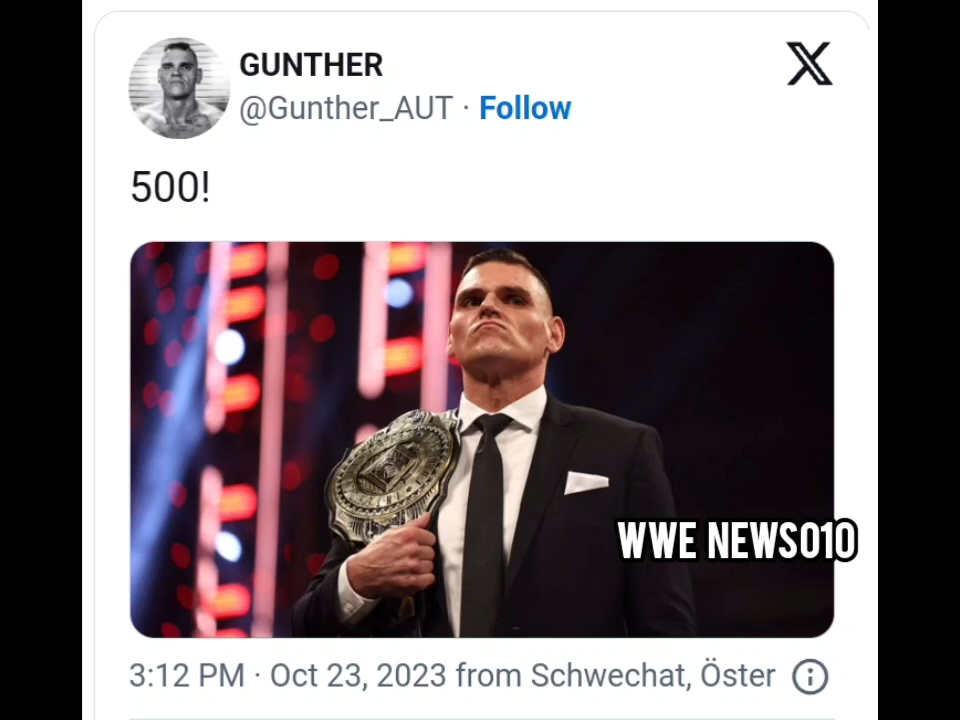 GUNTHER
@Gunther_AUT · Follow
500!
WWE NEWS010
3:12 PM · Oct 23, 2023 from Schwechat, Öster